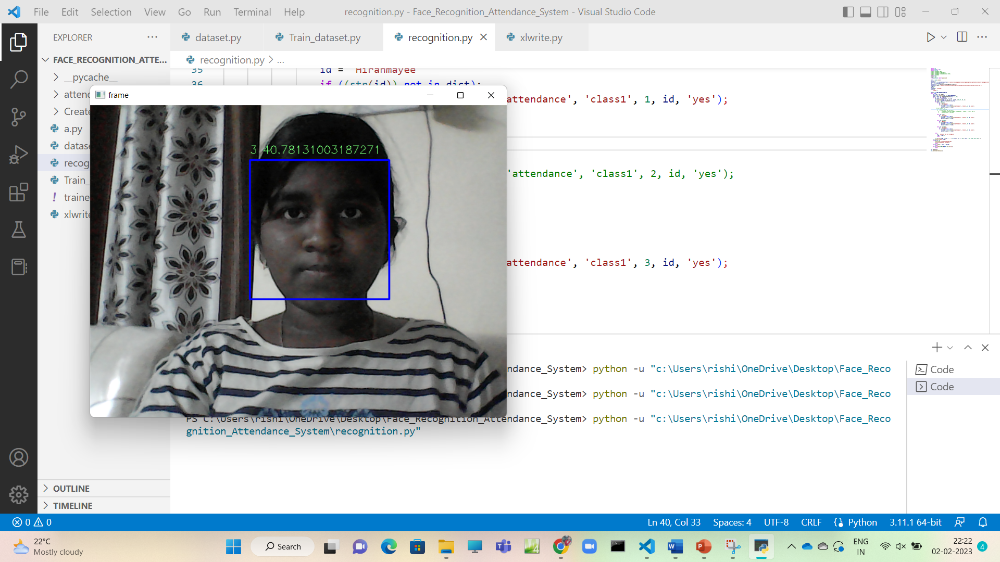 File Edit Selection View Go Run Terminal Help
recognition.py - Face_Recognition_Attendance_System - Visual Studio Code
EXPLORER
dataset.py
Train_dataset.py
recognition.py
xlwrite.py
FACE_RECOGNITION_ATTE...
recognition.py > ...
__pycache__
attend
Create
a.py
datase
recog
Train_
traine
xlwrite
35 id = 'Hiranmayee
36 if ((str(id)) not in dict):
attendance', 'class1', 1, id, 'yes');
'attendance', 'class1', 2, id, 'yes');
attendance', 'class1', 3, id, 'yes');
frame
3 40.78131003187271
ndance_System> python -u "c:\Users\rishi\OneDrive\Desktop\Face_Reco
ndance_System> python -u "c:\Users\rishi\OneDrive\Desktop\Face_Reco
PS C:\Users\rishi\OneDrive\Desktop\Face_Recognition_Attendance_System> python -u "c:\Users\rishi\OneDrive\Desktop\Face_Reco
gnition_Attendance_System\recognition.py"
Code
Code
OUTLINE
TIMELINE
0 0
Ln 40, Col 33 Spaces: 4 UTF-8 CRLF Python 3.11.1 64-bit
22°C
Mostly cloudy
Search
ENG
IN
22:22
02-02-2023
4